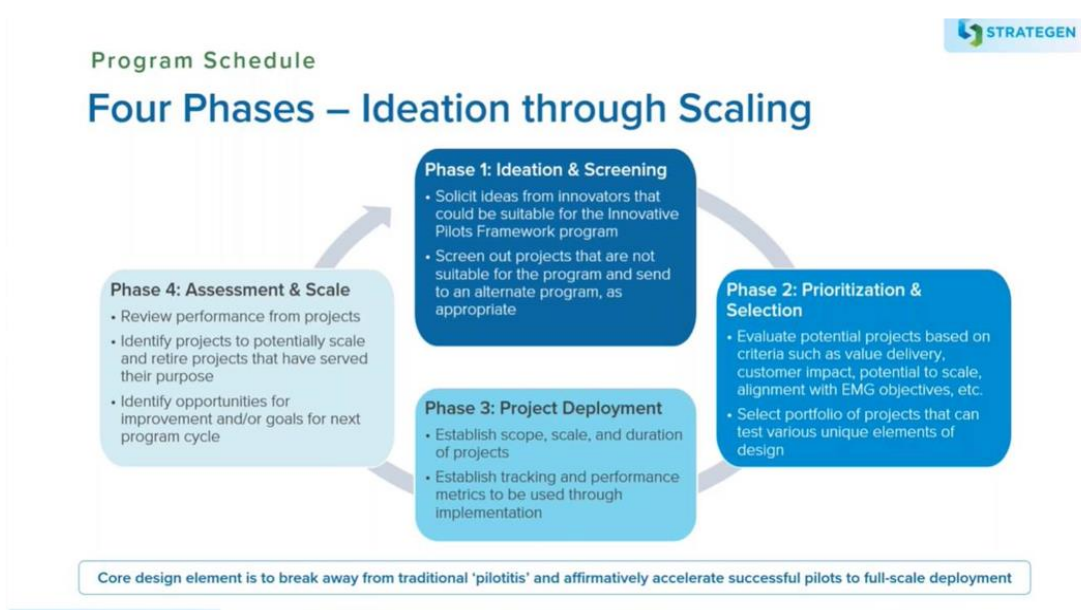 STRATEGEN
Program Schedule
Four Phases – Ideation through Scaling
Phase 1: Ideation & Screening
• Solicit ideas from innovators that
could be suitable for the Innovative
Pilots Framework program
• Screen out projects that are not
suitable for the program and send
to an alternate program, as
appropriate
Phase 2: Prioritization &
Selection
• Evaluate potential projects based on
criteria such as value delivery,
customer impact, potential to scale,
alignment with EMG objectives, etc.
• Select portfolio of projects that can
test various unique elements of
design
Phase 3: Project Deployment
• Establish scope, scale, and duration
of projects
• Establish tracking and performance
metrics to be used through
implementation
Phase 4: Assessment & Scale
• Review performance from projects
• Identify projects to potentially scale
and retire projects that have served
their purpose
• Identify opportunities for
improvement and/or goals for next
program cycle
Core design element is to break away from traditional ‘pilotitis’ and affirmatively accelerate successful pilots to full-scale deployment